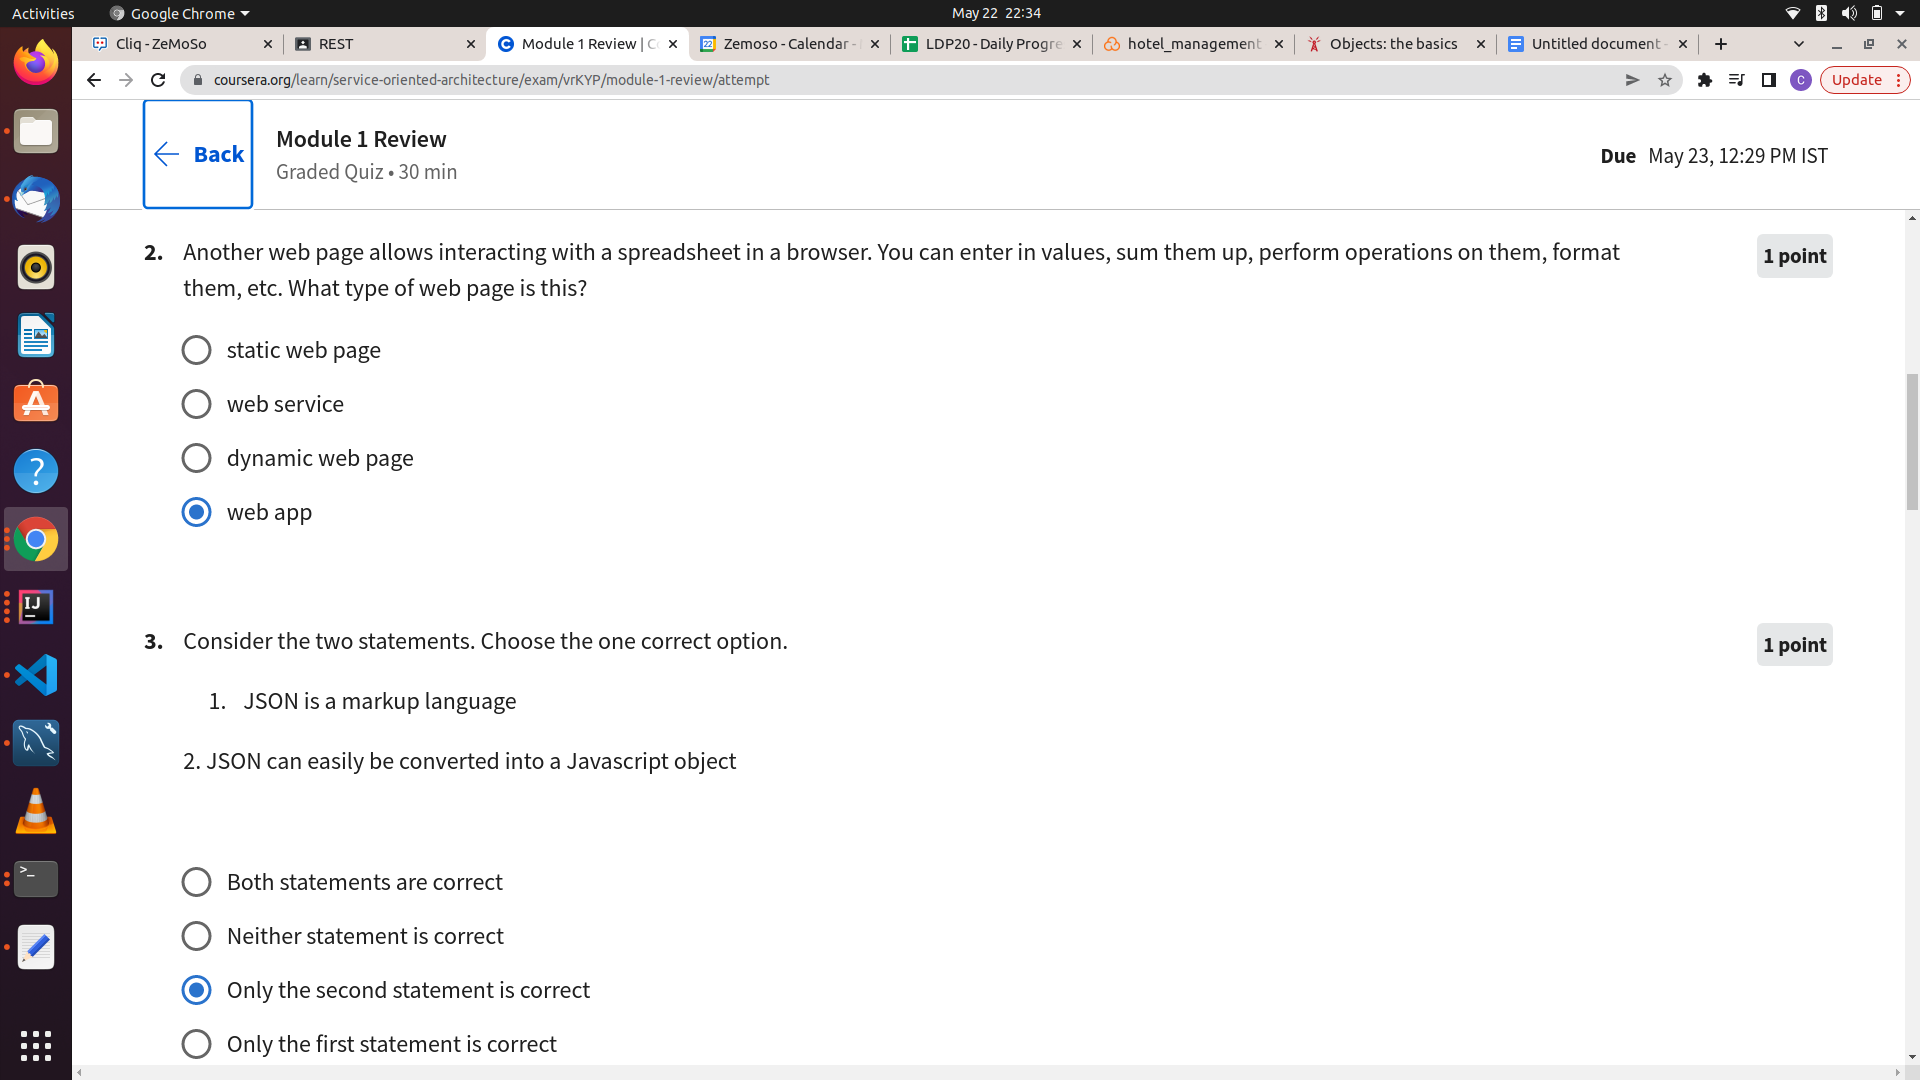 Activities
Google Chrome
May 22 22:34
Cliq - ZeMoSo
REST
Module 1 Review | C
Zemoso - Calendar -
LDP20 - Daily Progre
hotel_management
Objects: the basics
Untitled document -
coursera.org/learn/service-oriented-architecture/exam/vrKYP/module-1-review/attempt
C
Update
Back
Module 1 Review
Graded Quiz • 30 min
Due May 23, 12:29 PM IST
2. Another web page allows interacting with a spreadsheet in a browser. You can enter in values, sum them up, perform operations on them, format
them, etc. What type of web page is this?
1 point
static web page
web service
dynamic web page
web app
3. Consider the two statements. Choose the one correct option.
1 point
1. JSON is a markup language
2. JSON can easily be converted into a Javascript object
Both statements are correct
Neither statement is correct
Only the second statement is correct
Only the first statement is correct